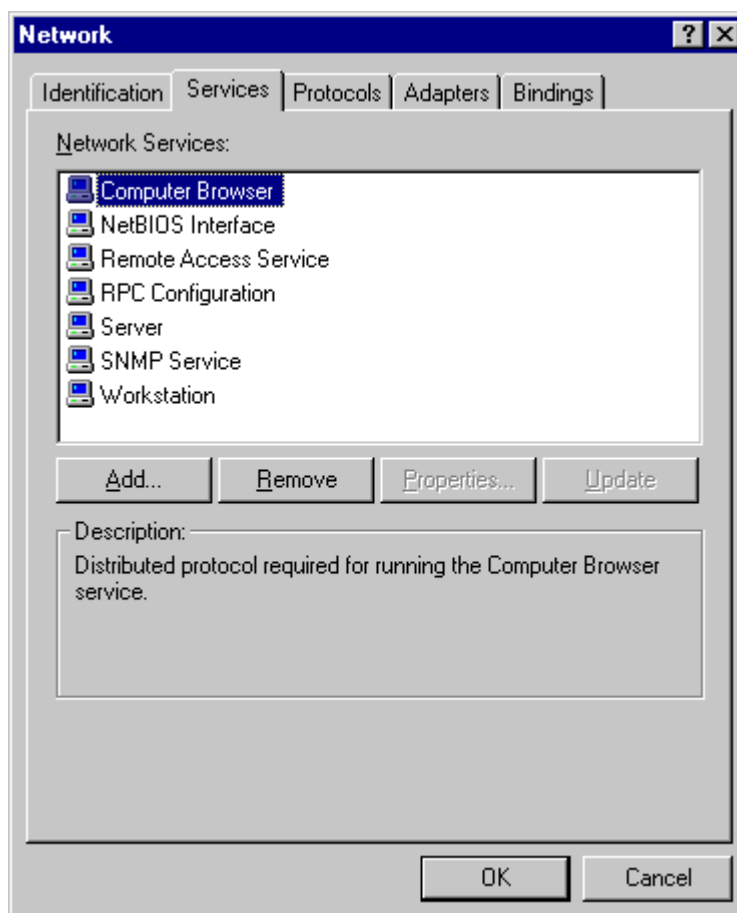 Network
Identification Services Protocols Adapters Bindings
Network Services:
Computer Browser
NetBIOS Interface
Remote Access Service
RPC Configuration
Server
SNMP Service
Workstation
Add... Remove Properties... Update
Description:
Distributed protocol required for running the Computer Browser
service.
OK Cancel